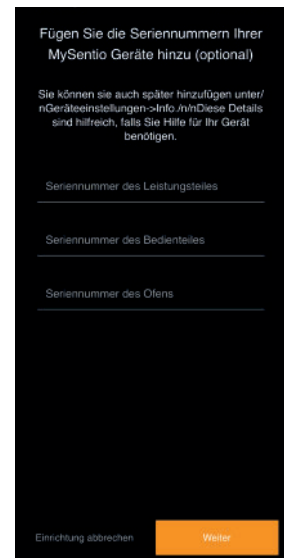 Fügen Sie die Seriennummern Ihrer
MySentio Geräte hinzu (optional)
Sie können sie auch später hinzufügen unter/
nGeräteeinstellungen->Info./n/nDiese Details
sind hilfreich, falls Sie Hilfe für Ihr Gerät
benötigen.
Seriennummer des Leistungsteiles
Seriennummer des Bedienteiles
Seriennummer des Ofens
Einrichtung abbrechen
Weiter